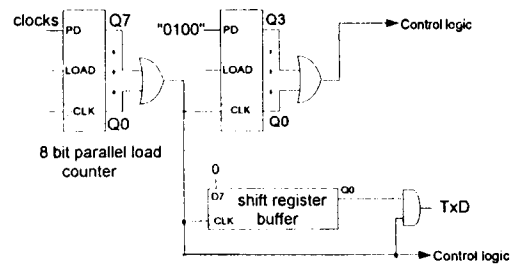 clocks
PD
Q7
LOAD
CLK
Q0
8 bit parallel load
counter
"0100"
PD
Q3
LOAD
CLK
Q0
Control logic
0
D7
shift register
buffer
CLK
Q0
TxD
Control logic